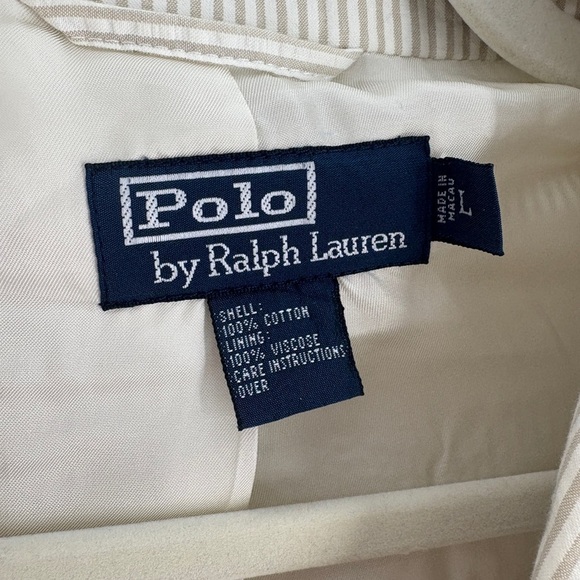 Polo
by Ralph Lauren
MADE IN
MACAU
L
SHELL:
100% COTTON
LINING:
100% VISCOSE
CARE INSTRUCTIONS
OVER